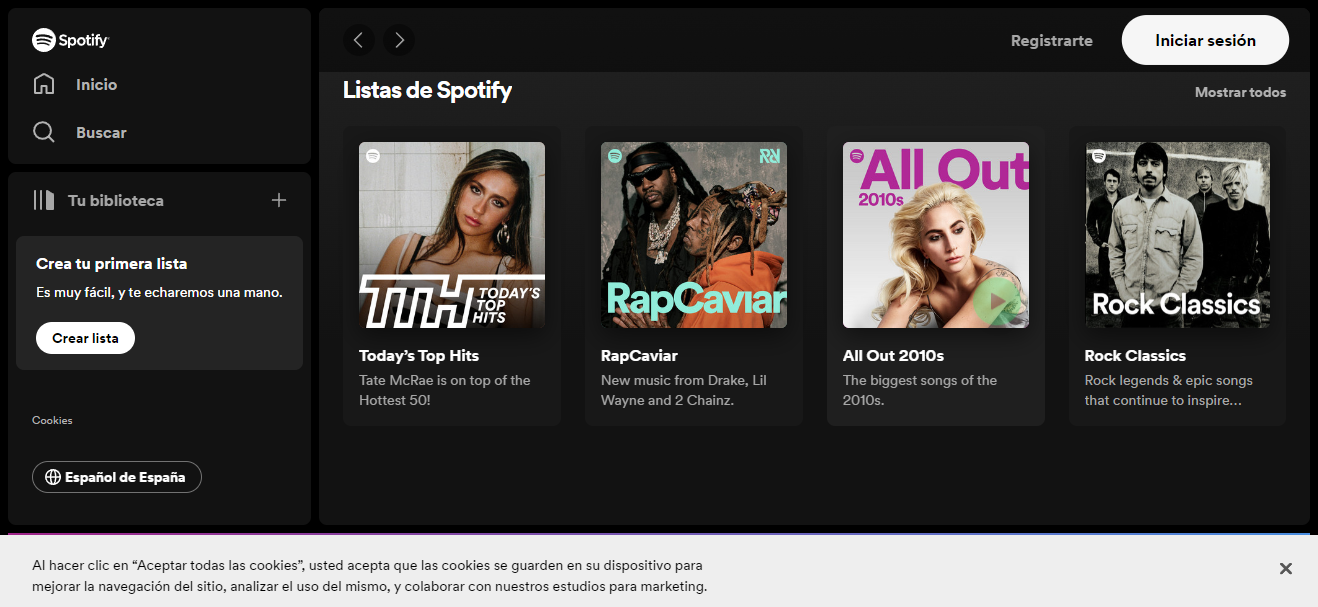 Spotify
Inicio
Buscar
Tu biblioteca
Crea tu primera lista
Es muy fácil, y te echaremos una mano.
Crear lista
Cookies
Español de España
Registrarte
Iniciar sesión
Listas de Spotify
Mostrar todos
TTH TODAY'S
TOP
HITS
Today's Top Hits
Tate McRae is on top of the
Hottest 50!
RapCaviar
RapCaviar
New music from Drake, Lil
Wayne and 2 Chainz.
All Out
2010s
All Out 2010s
The biggest songs of the
2010s.
Rock Classics
Rock Classics
Rock legends & epic songs
that continue to inspire...
Al hacer clic en “Aceptar todas las cookies”, usted acepta que las cookies se guarden en su dispositivo para
mejorar la navegación del sitio, analizar el uso del mismo, y colaborar con nuestros estudios para marketing.